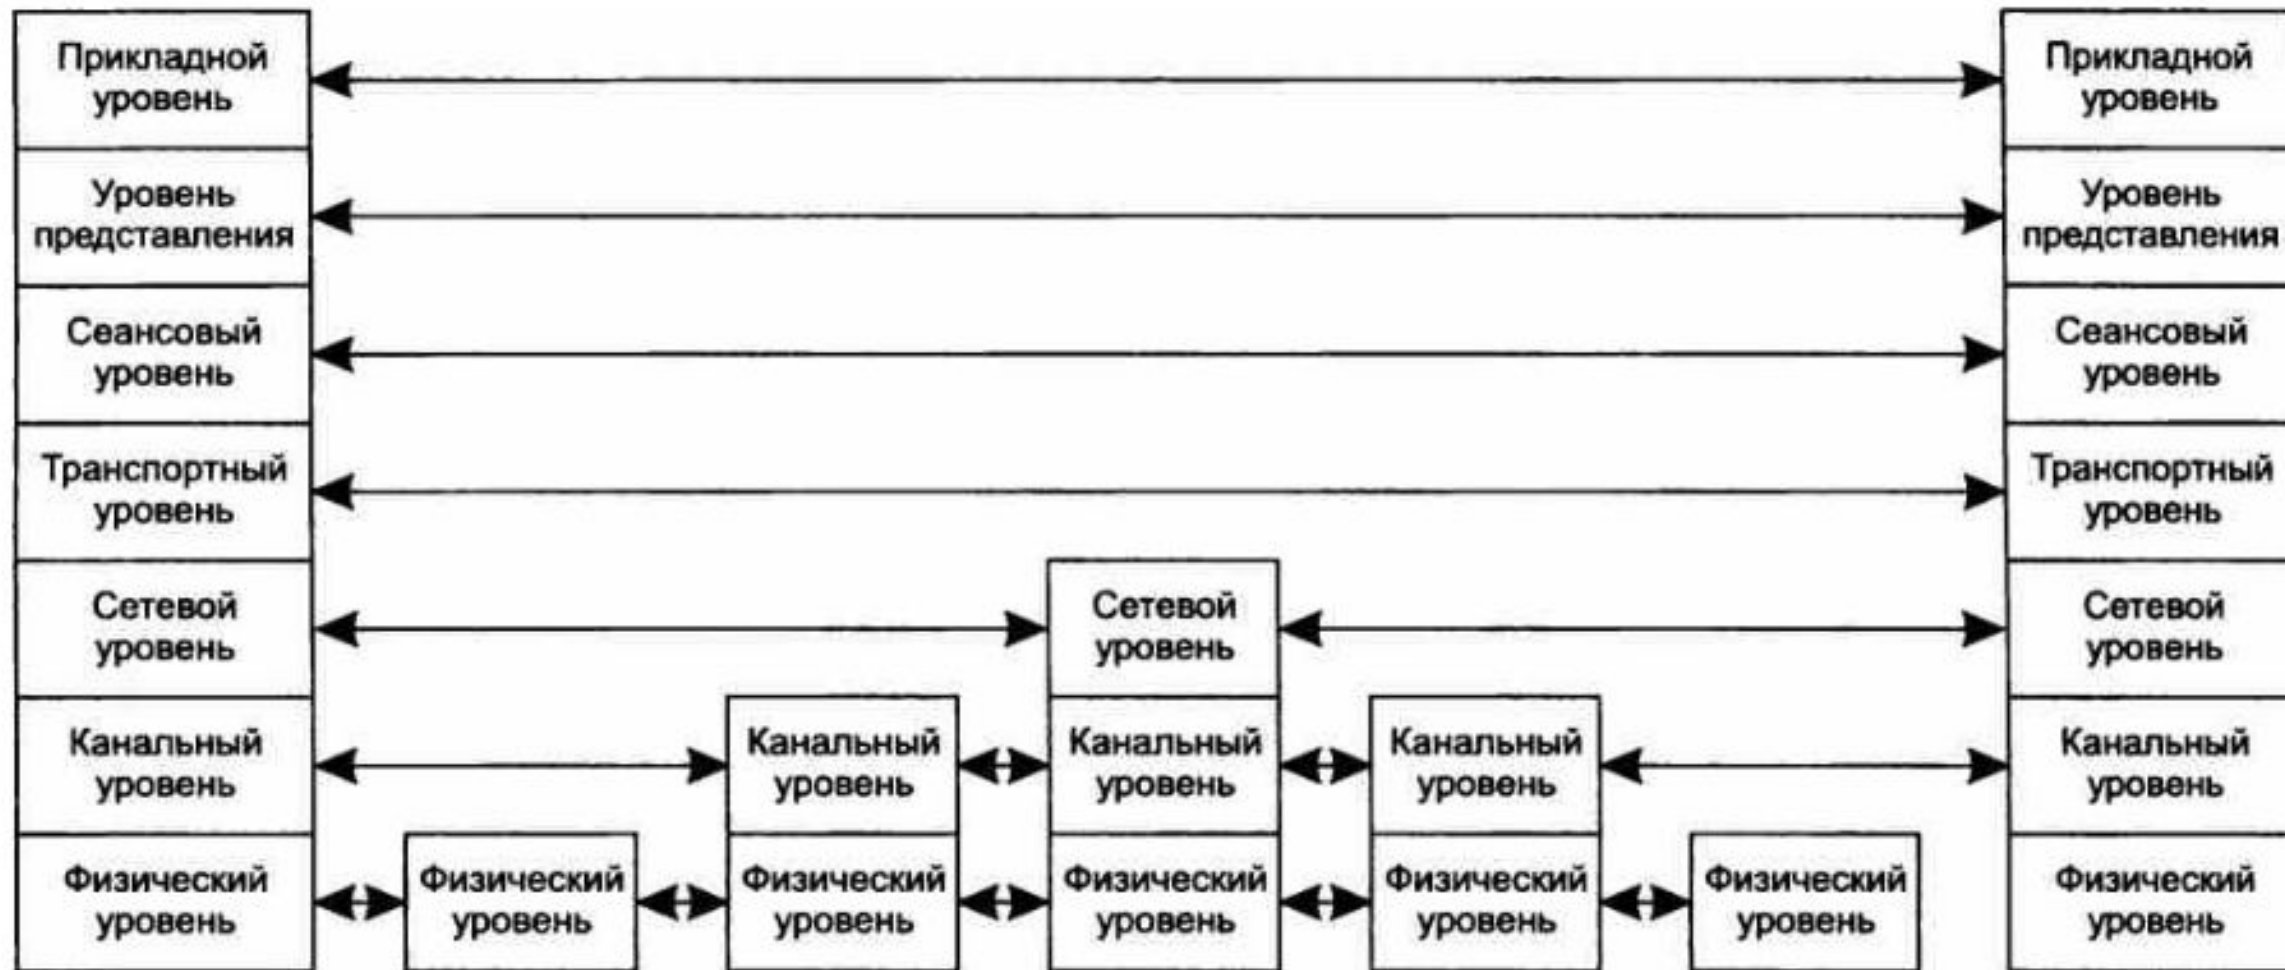 Прикладной
уровень
Прикладной
уровень
Уровень
представления
Уровень
представления
Сеансовый
уровень
Сеансовый
уровень
Транспортный
уровень
Транспортный
уровень
Сетевой
уровень
Сетевой
уровень
Сетевой
уровень
Канальный
уровень
Канальный
уровень
Канальный
уровень
Канальный
уровень
Канальный
уровень
Физический
уровень
Физический
уровень
Физический
уровень
Физический
уровень
Физический
уровень
Физический
уровень
Физический
уровень